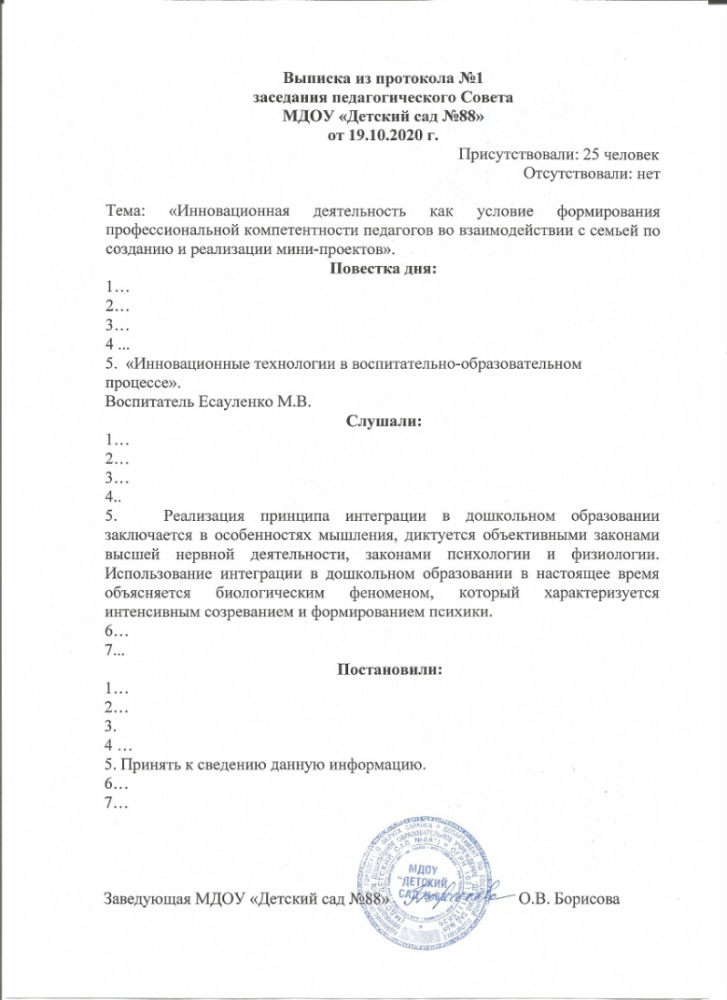 Выписка из протокола №1
заседания педагогического Совета
МДОУ «Детский сад №88»
от 19.10.2020 г.
Присутствовали: 25 человек
Отсутствовали: нет
Тема: «Инновационная деятельность как условие формирования
профессиональной компетентности педагогов во взаимодействии с семьей по
созданию и реализации мини-проектов».
Повестка дня:
1…
2…
3…
4 ...
5. «Инновационные технологии в воспитательно-образовательном
процессе».
Воспитатель Есауленко М.В.
Слушали:
1…
2…
3…
4..
5. Реализация принципа интеграции в дошкольном образовании
заключается в особенностях мышления, диктуется объективными законами
высшей нервной деятельности, законами психологии и физиологии.
Использование интеграции в дошкольном образовании в настоящее время
объясняется биологическим феноменом, который характеризуется
интенсивным созреванием и формированием психики.
6…
7...
Постановили:
1…
2…
3.
4 …
5. Принять к сведению данную информацию.
6…
7…
МДОУ
"ДЕТСКИЙ
САД №88"
Заведующая МДОУ «Детский сад №88» О.В. Борисова